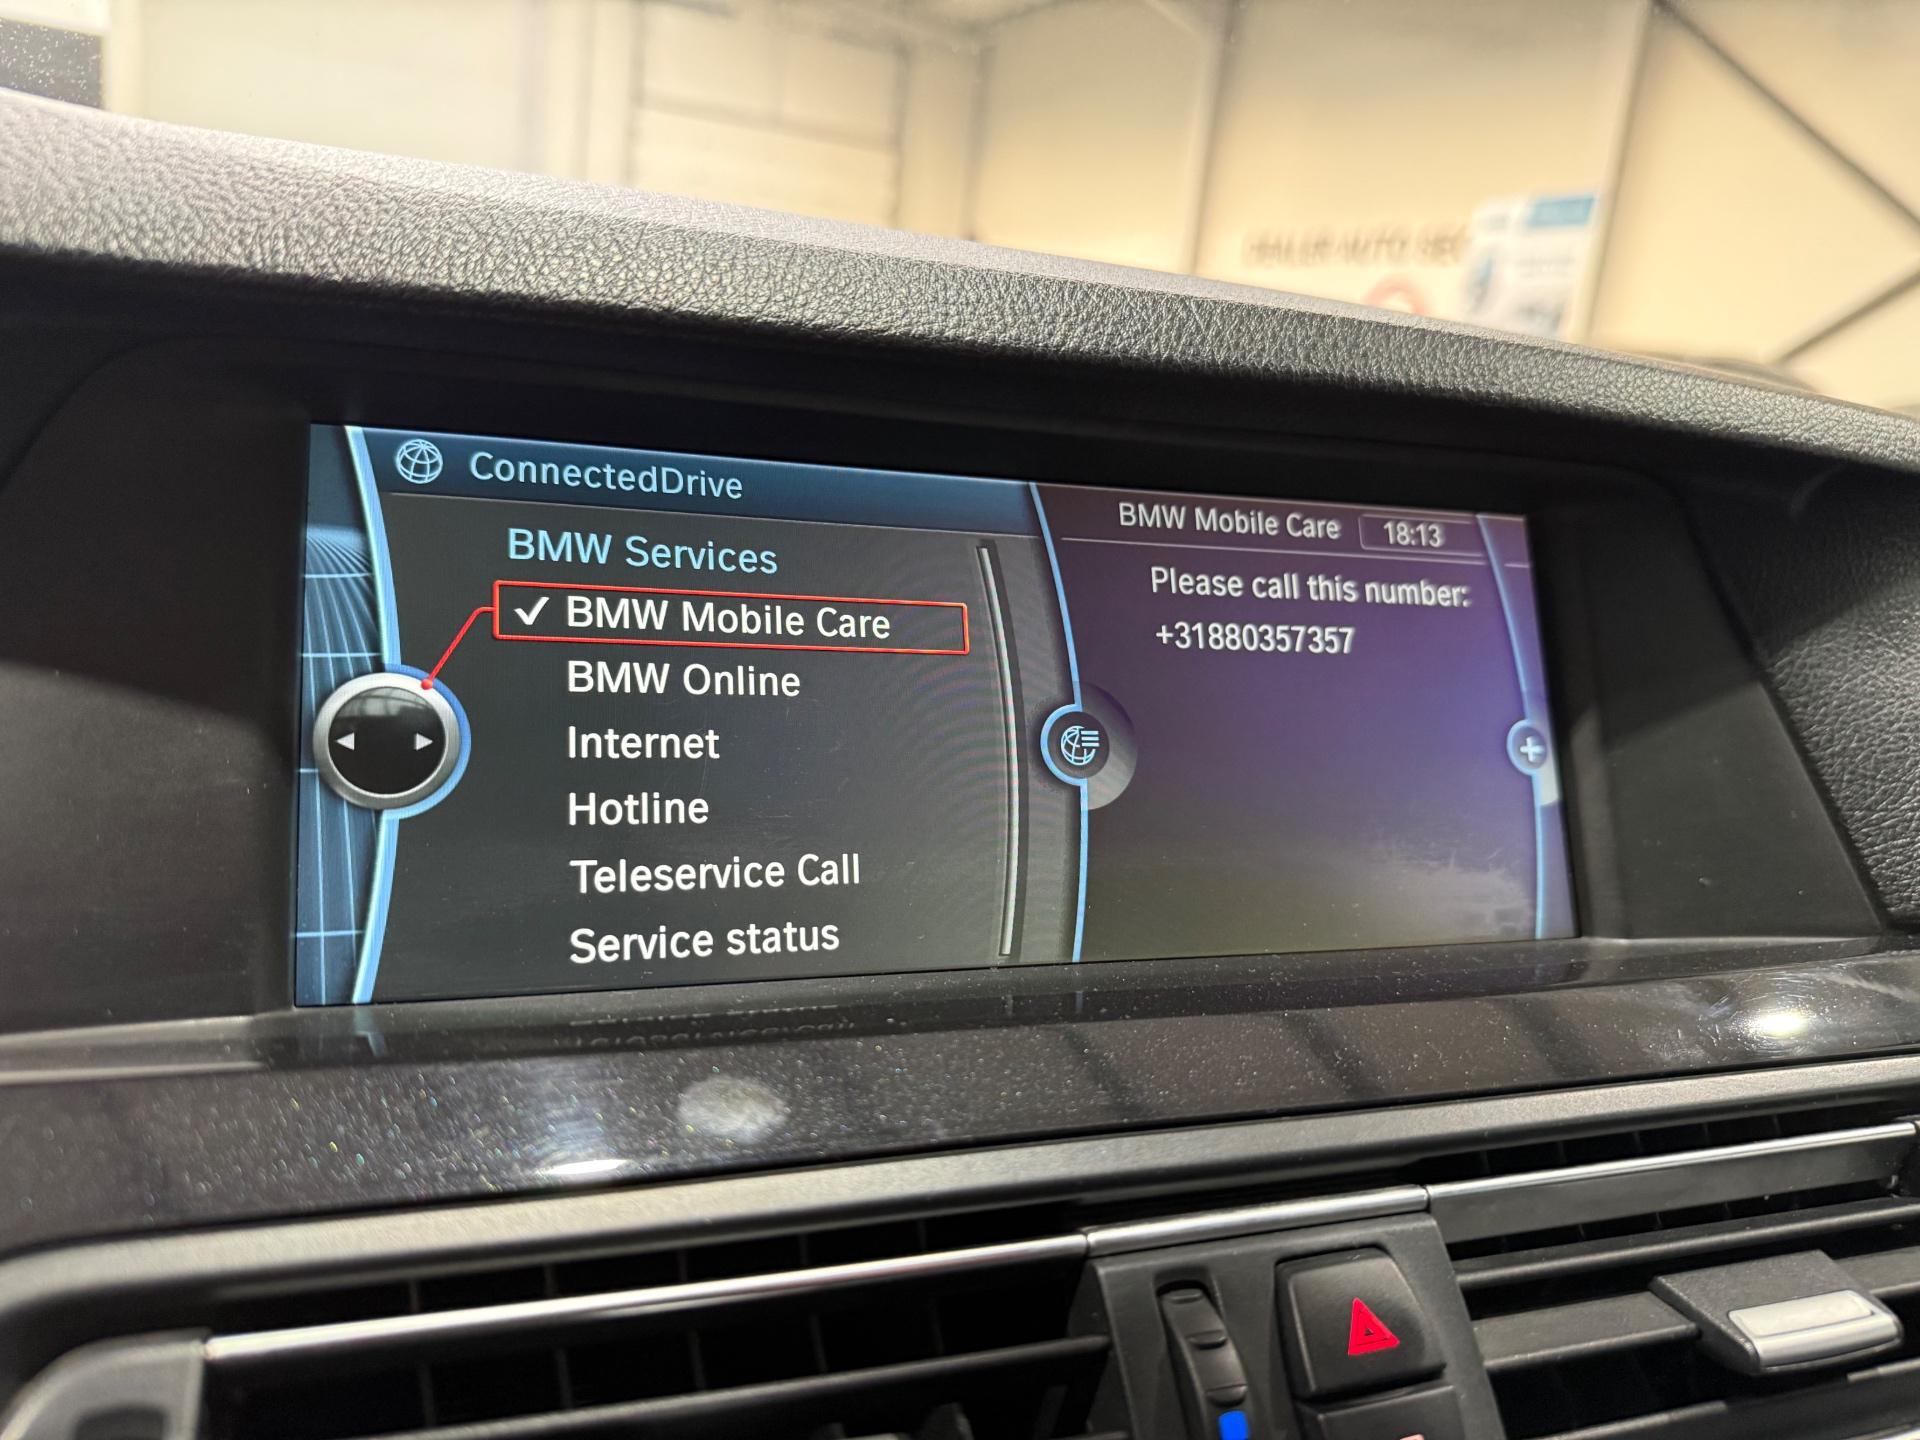 ConnectedDrive
BMW Services
✓ BMW Mobile Care
BMW Online
Internet
Hotline
Teleservice Call
Service status
BMW Mobile Care 18:13
Please call this number:
+31880357357